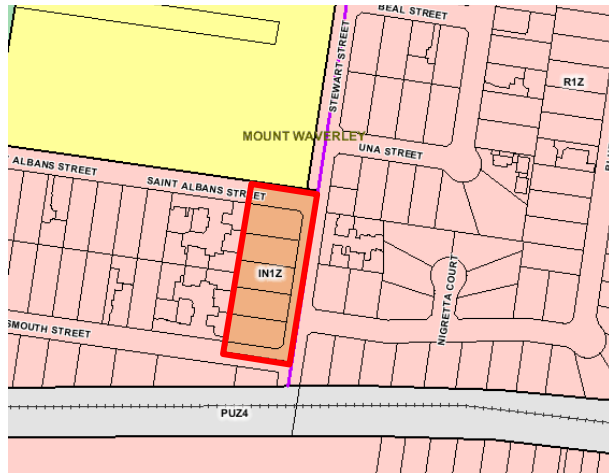 BEAL STREET
STEWART STREET
R1Z
MOUNT WAVERLEY
UNA STREET
ALBANS STREET
SAINT ALBANS STREET
IN1Z
NIGRETTA COURT
SMOUTH STREET
PUZ4